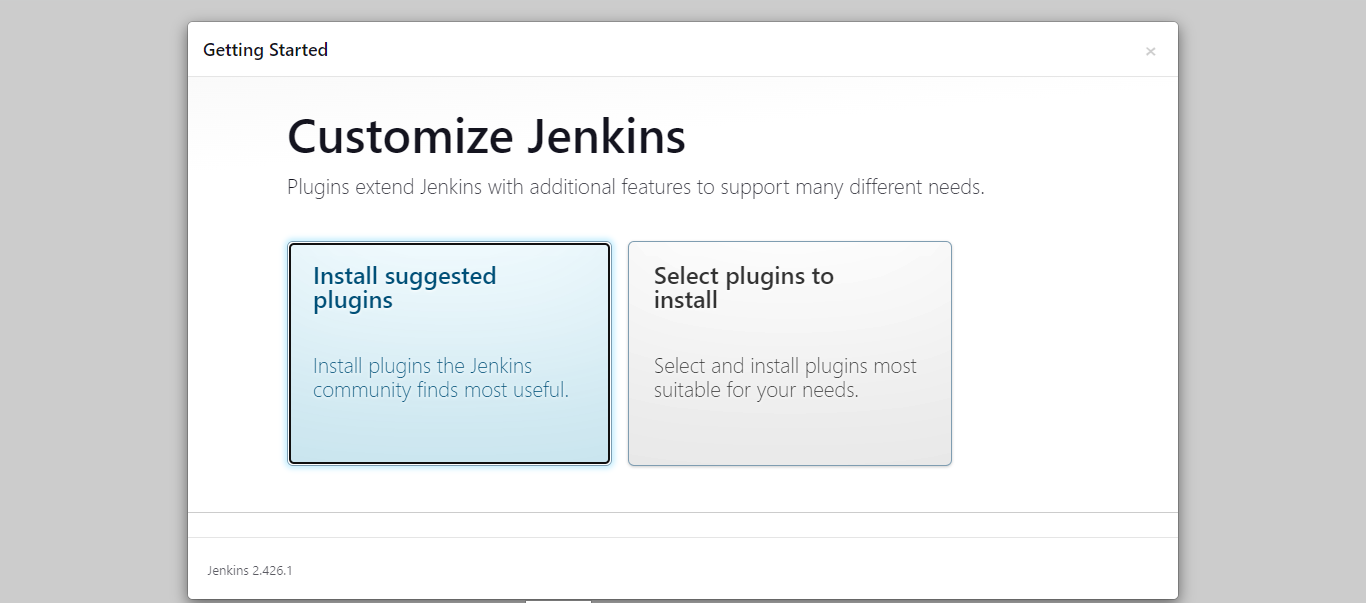 Getting Started
×
Customize Jenkins
Plugins extend Jenkins with additional features to support many different needs.
Install suggested
plugins
Install plugins the Jenkins
community finds most useful.
Select plugins to
install
Select and install plugins most
suitable for your needs.
Jenkins 2.426.1